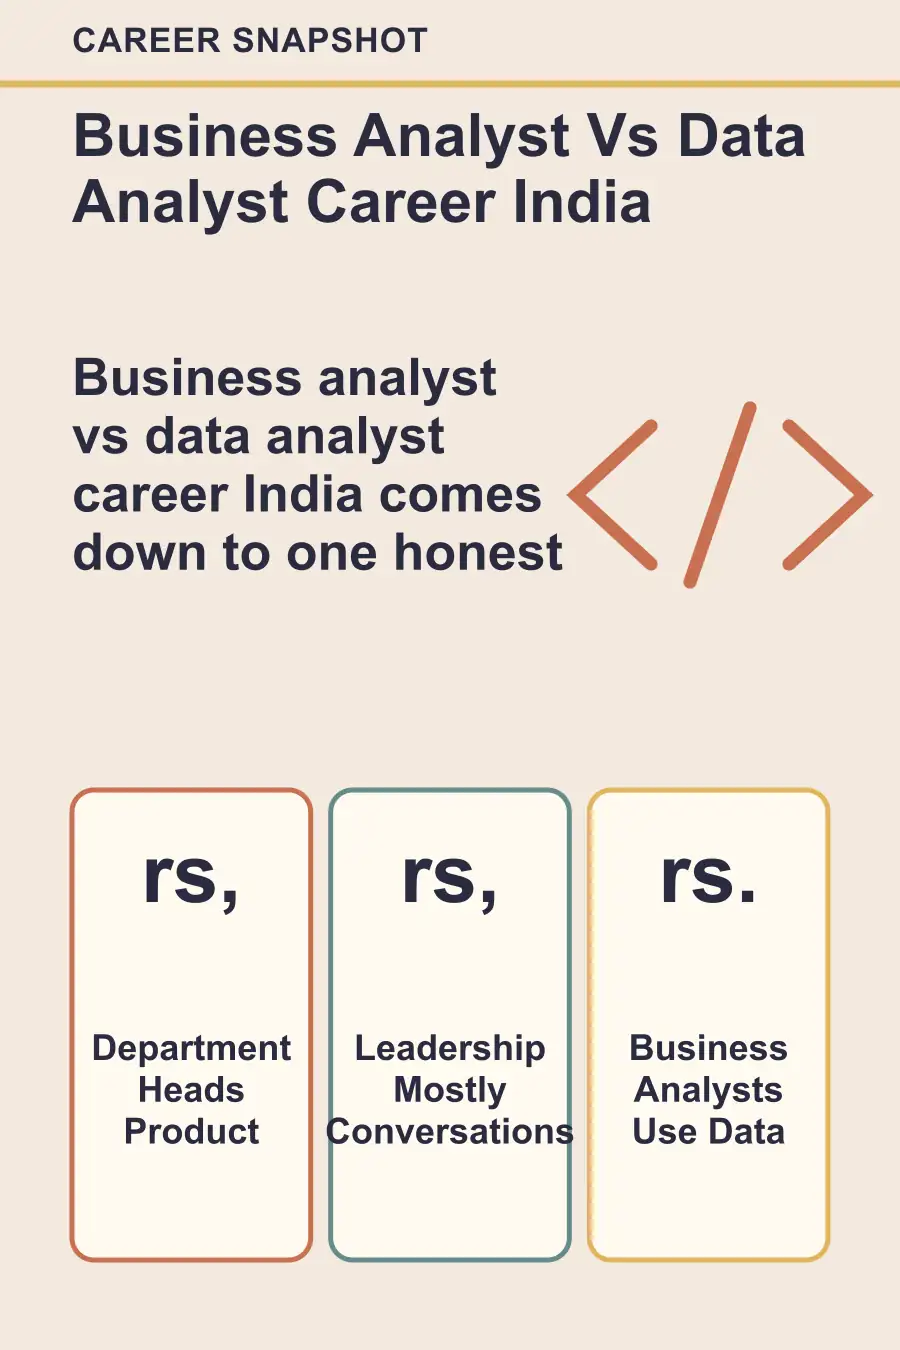 CAREER SNAPSHOT
Business Analyst Vs Data
Analyst Career India
Business analyst
vs data analyst
career India comes
down to one honest
rs,
Department
Heads
Product
rs,
Leadership
Mostly
Conversations
rs.
Business
Analysts
Use Data